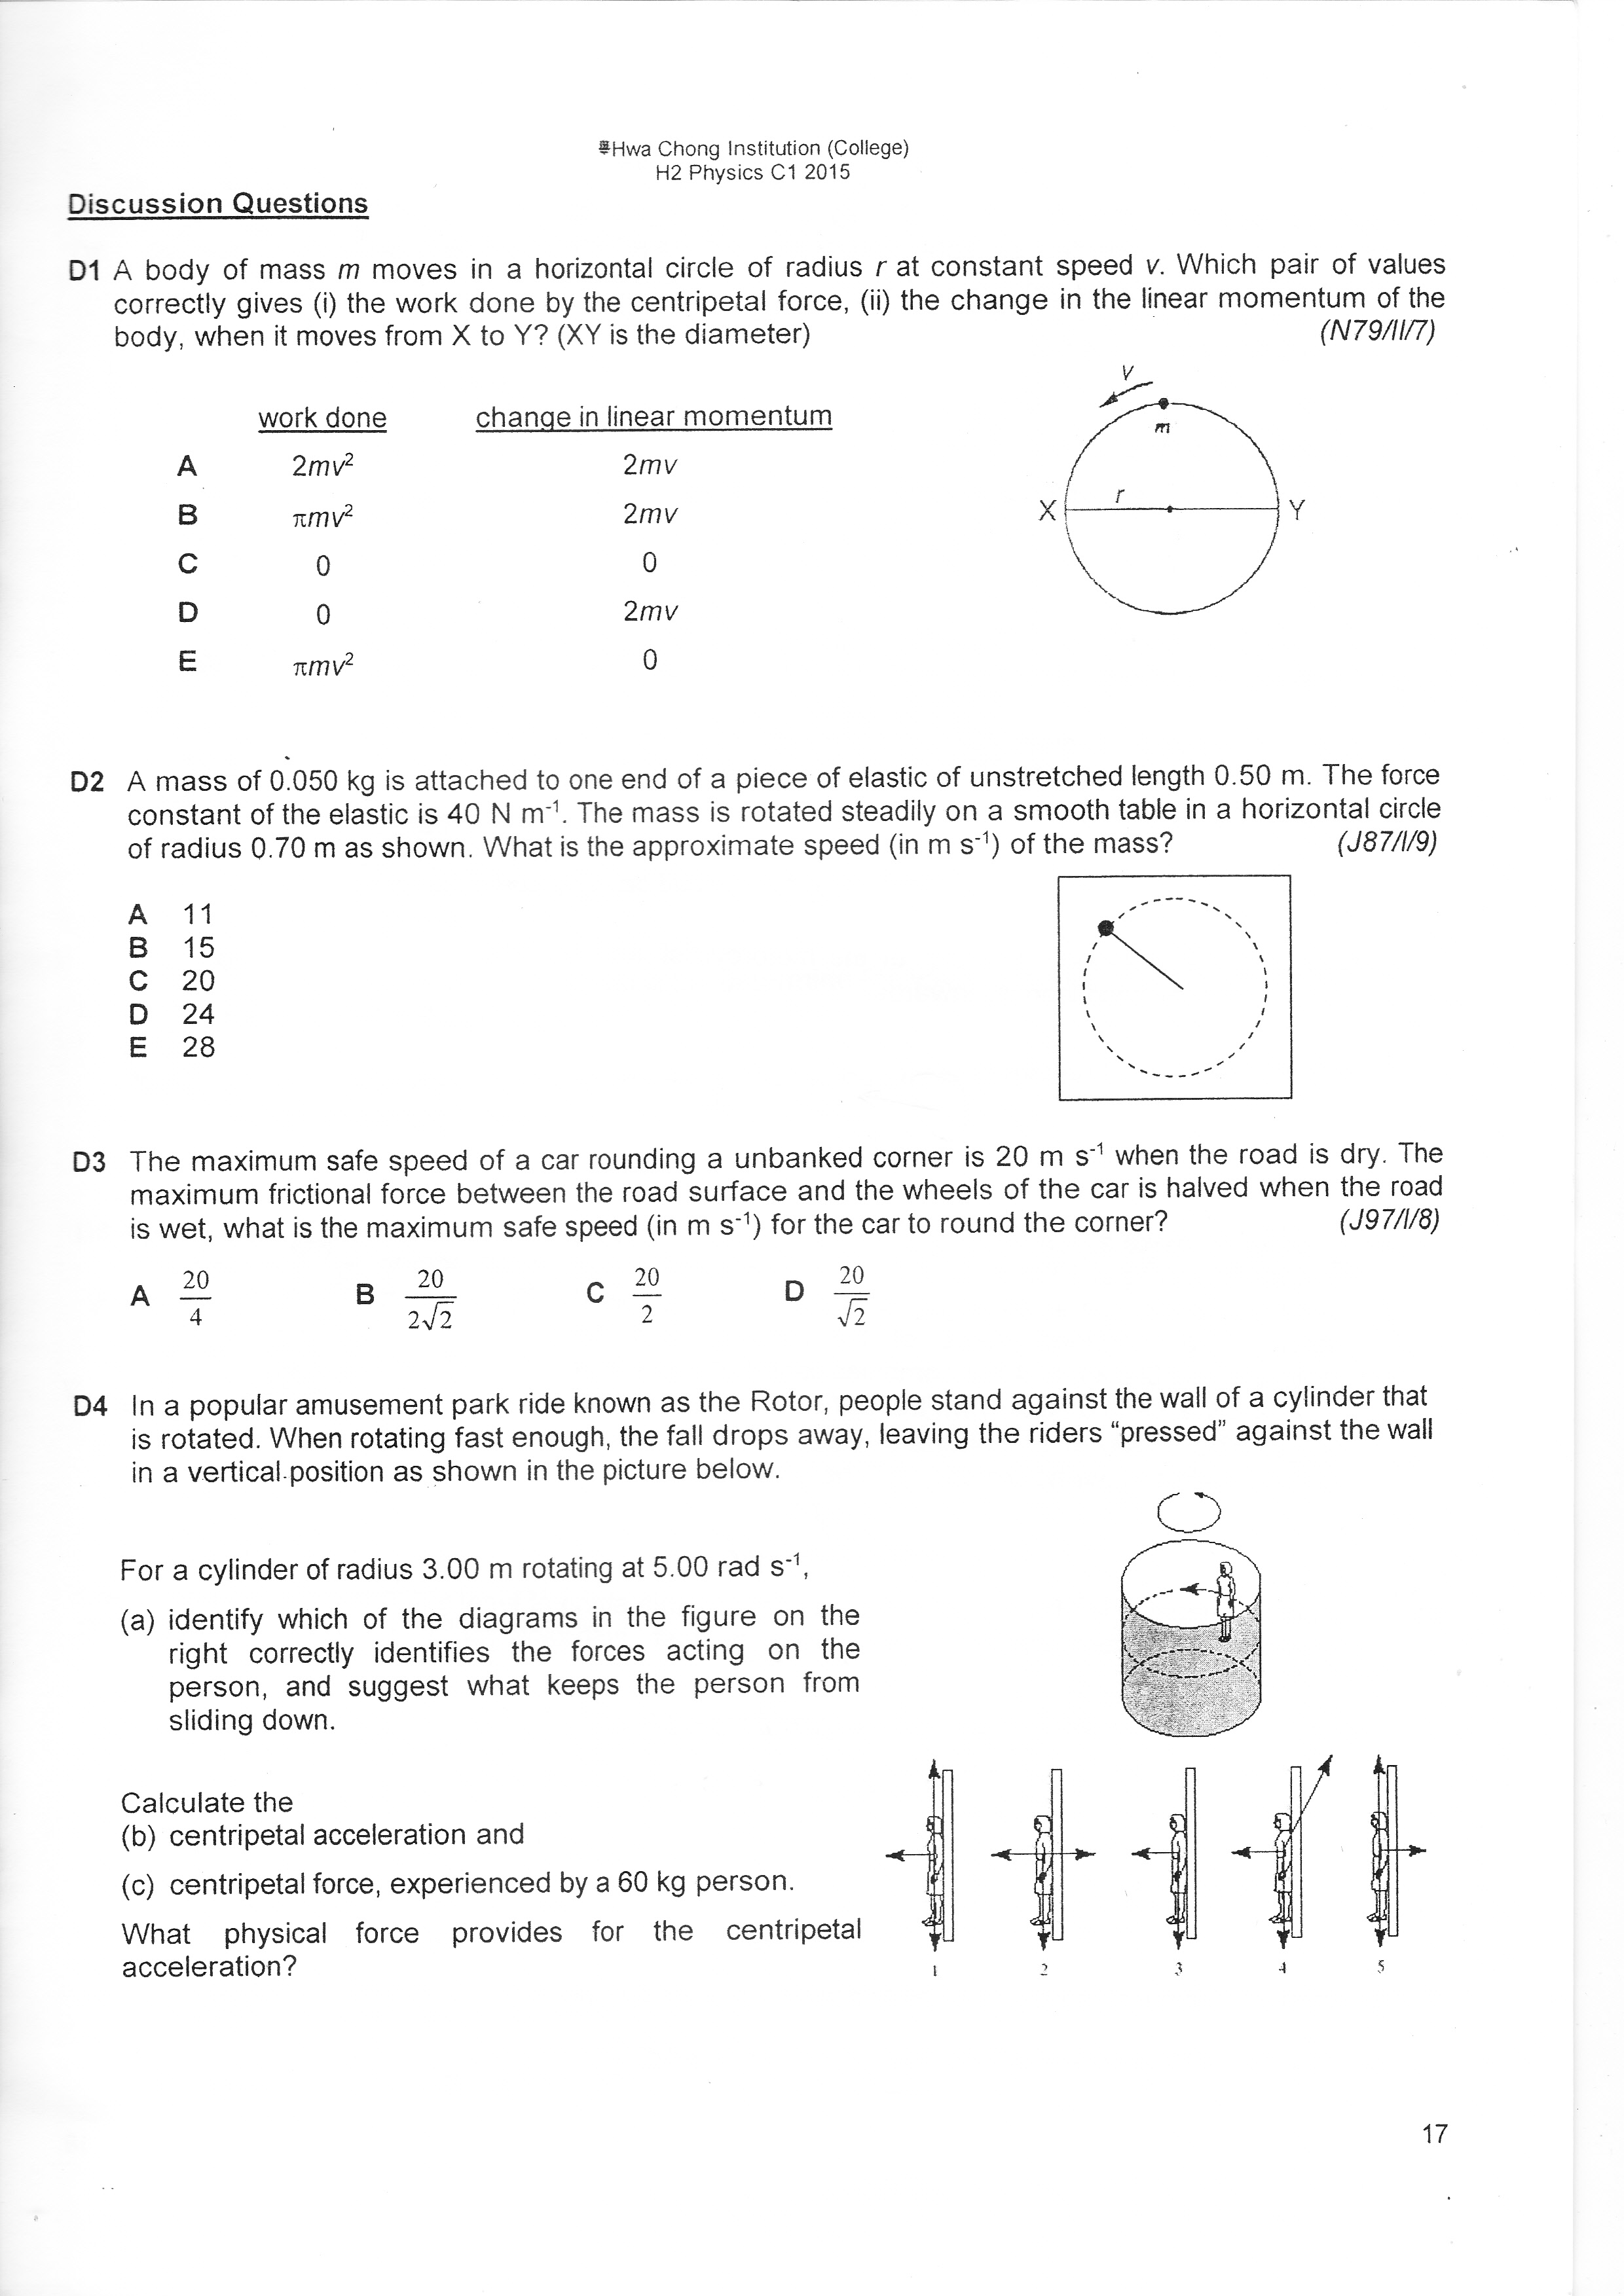 Hwa Chong Institution (College)
H2 Physics C1 2015
Discussion Questions
D1 A body of mass m moves in a horizontal circle of radius r at constant speed v. Which pair of values
correctly gives (i) the work done by the centripetal force, (ii) the change in the linear momentum of the
body, when it moves from X to Y? (XY is the diameter) (N79/II/7)
work done change in linear momentum
A 2mv² 2mv
B πmv² 2mv
C 0 0
D 0 2mv
E πmv² 0
v
m
r
X Y
D2 A mass of 0.050 kg is attached to one end of a piece of elastic of unstretched length 0.50 m. The force
constant of the elastic is 40 N m⁻¹. The mass is rotated steadily on a smooth table in a horizontal circle
of radius 0.70 m as shown. What is the approximate speed (in m s⁻¹) of the mass? (J87/I/9)
A 11
B 15
C 20
D 24
E 28
D3 The maximum safe speed of a car rounding a unbanked corner is 20 m s⁻¹ when the road is dry. The
maximum frictional force between the road surface and the wheels of the car is halved when the road
is wet, what is the maximum safe speed (in m s⁻¹) for the car to round the corner? (J97/I/8)
A 20/4 B 20/2√2 C 20/2 D 20/√2
D4 In a popular amusement park ride known as the Rotor, people stand against the wall of a cylinder that
is rotated. When rotating fast enough, the fall drops away, leaving the riders “pressed” against the wall
in a vertical position as shown in the picture below.
For a cylinder of radius 3.00 m rotating at 5.00 rad s⁻¹,
(a) identify which of the diagrams in the figure on the
right correctly identifies the forces acting on the
person, and suggest what keeps the person from
sliding down.
Calculate the
(b) centripetal acceleration and
(c) centripetal force, experienced by a 60 kg person.
What physical force provides for the centripetal
acceleration?
1 2 3 4 5
17